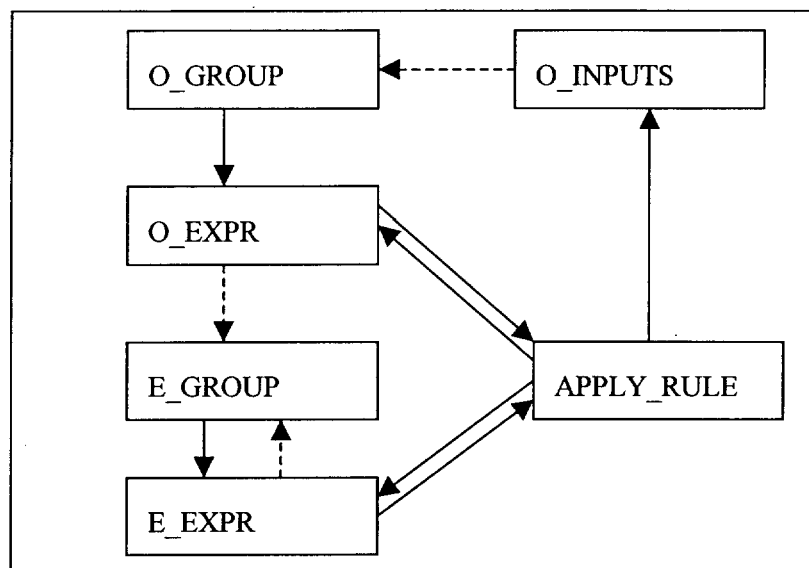 O_GROUP
O_INPUTS
O_EXPR
E_GROUP
APPLY_RULE
E_EXPR